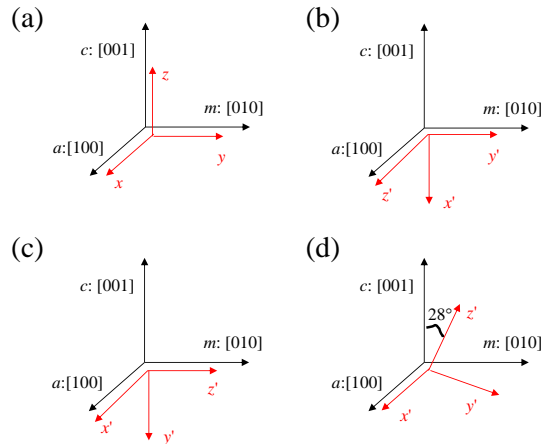 (a)
c: [001]
z
m: [010]
a:[100]
x
y
(b)
c: [001]
m: [010]
a:[100]
y'
z'
x'
(c)
c: [001]
m: [010]
a:[100]
z'
x'
y'
(d)
c: [001]
28°
z'
m: [010]
a:[100]
x'
y'